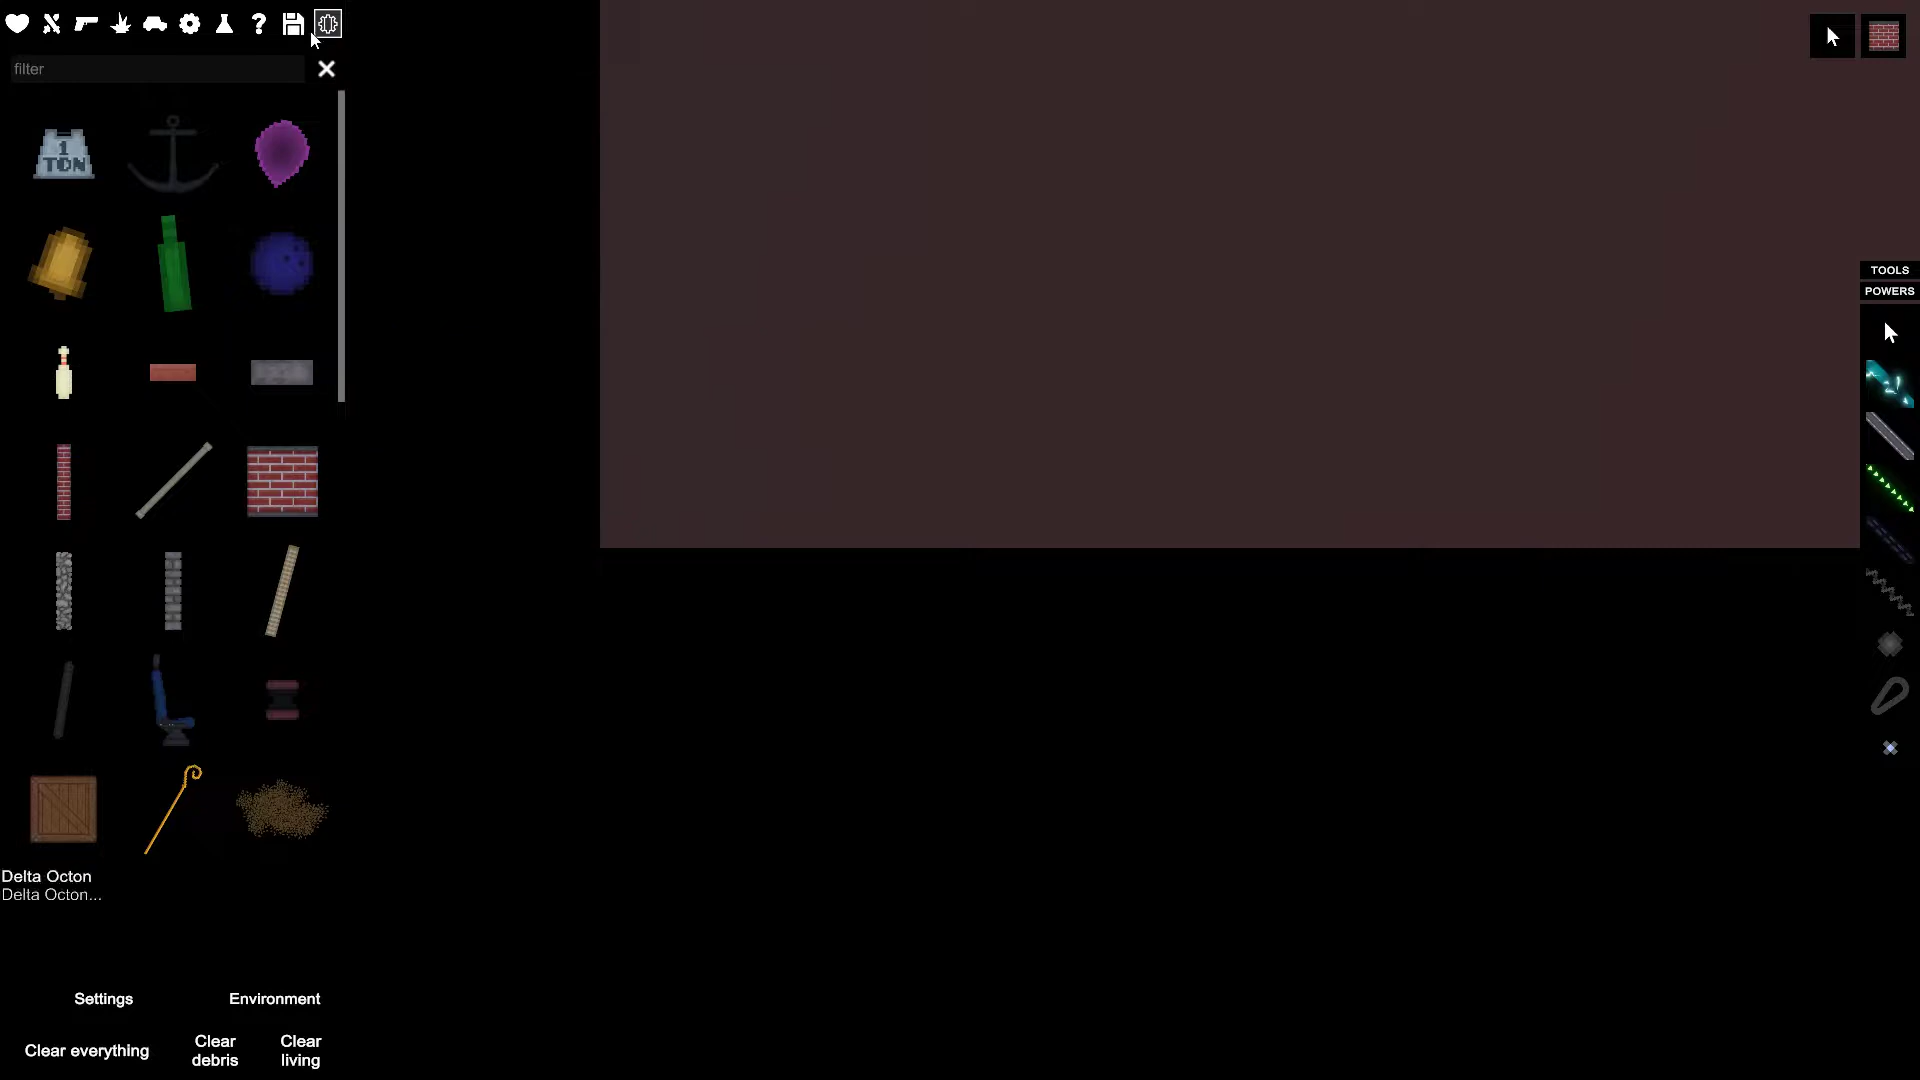 filter
1
TON
TOOLS
POWERS
Delta Octon
Delta Octon...
Settings
Environment
Clear everything
Clear
debris
Clear
living